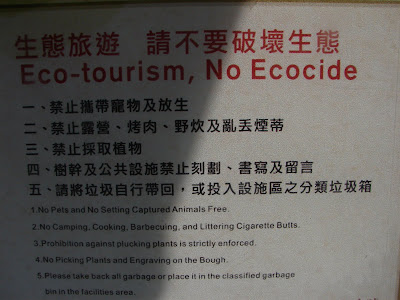 生態旅遊　請不要破壞生態
Eco-tourism, No Ecocide
一、禁止攜帶寵物及放生
二、禁止露營、烤肉、野炊及亂丟煙蒂
三、禁止採取植物
四、樹幹及公共設施禁止刻劃、書寫及留言
五、請將垃圾自行帶回，或投入設施區之分類垃圾箱
1.No Pets and No Setting Captured Animals Free.
2.No Camping, Cooking, Barbecuing, and Littering Cigarette Butts.
3.Prohibition against plucking plants is strictly enforced.
4.No Picking Plants and Engraving on the Bough.
5.Please take back all garbage or place it in the classified garbage
bin in the facilities area.